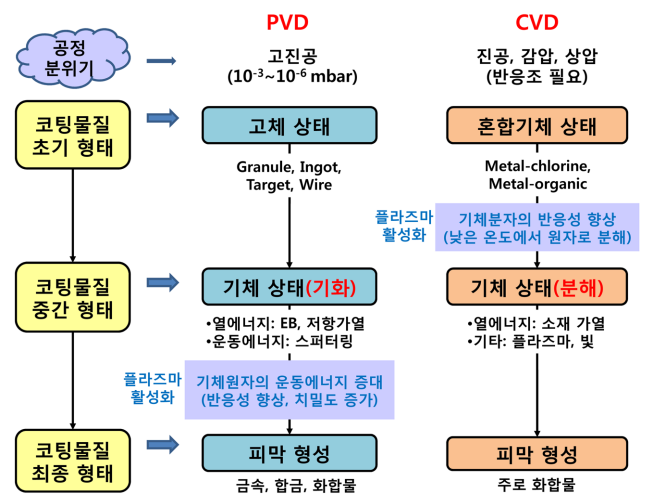 PVD
CVD
공정
분위기
고진공
(10-3~10-6 mbar)
진공, 감압, 상압
(반응조 필요)
코팅물질
초기 형태
고체 상태
혼합기체 상태
Granule, Ingot,
Target, Wire
Metal-chlorine,
Metal-organic
플라즈마
활성화
기체분자의 반응성 향상
(낮은 온도에서 원자로 분해)
코팅물질
중간 형태
기체 상태(기화)
기체 상태(분해)
•열에너지: EB, 저항가열
•운동에너지: 스퍼터링
•열에너지: 소재 가열
•기타: 플라즈마, 빛
플라즈마
활성화
기체원자의 운동에너지 증대
(반응성 향상, 치밀도 증가)
코팅물질
최종 형태
피막 형성
피막 형성
금속, 합금, 화합물
주로 화합물